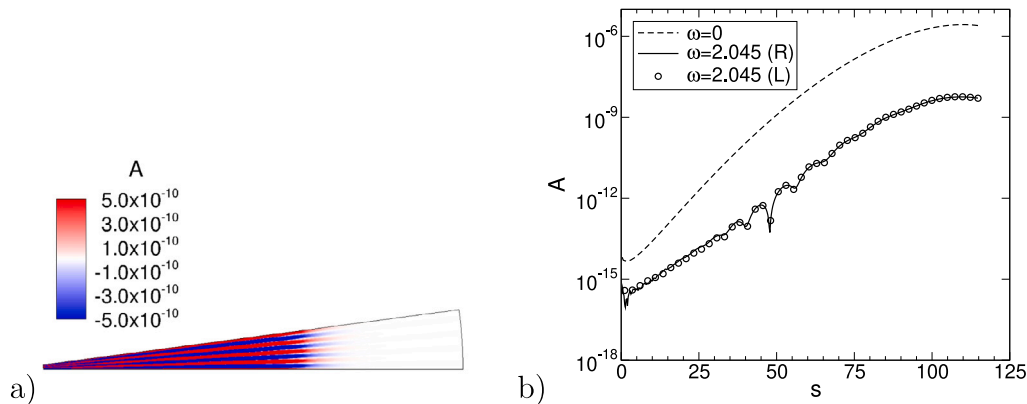 A
5.0x10⁻¹⁰
3.0x10⁻¹⁰
1.0x10⁻¹⁰
-1.0x10⁻¹⁰
-3.0x10⁻¹⁰
-5.0x10⁻¹⁰
a)
ω=0
ω=2.045 (R)
ω=2.045 (L)
10⁻⁶
10⁻⁹
10⁻¹²
10⁻¹⁵
10⁻¹⁸
A
0 25 50 75 100 125
s
b)